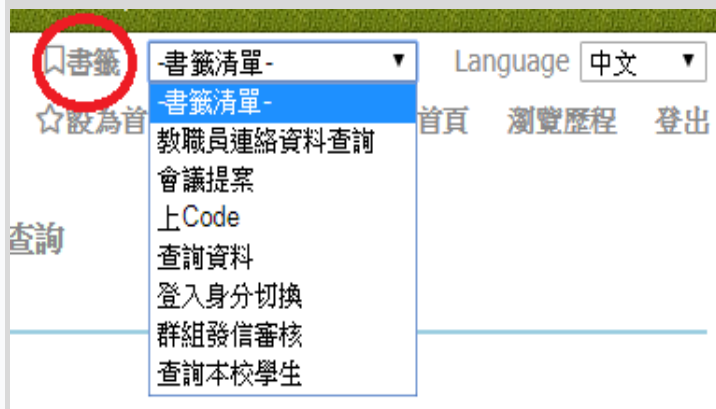 書籤 -書籤清單- Language 中文
-書籤清單-
設為首 首頁 瀏覽歷程 登出
教職員連絡資料查詢
會議提案
上Code
查詢
查詢資料
登入身分切換
群組發信審核
查詢本校學生